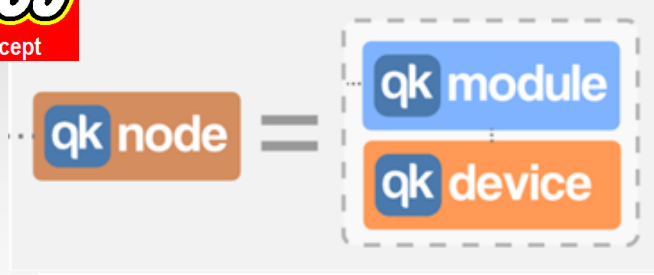 cept
qk node
=
qk module
qk device